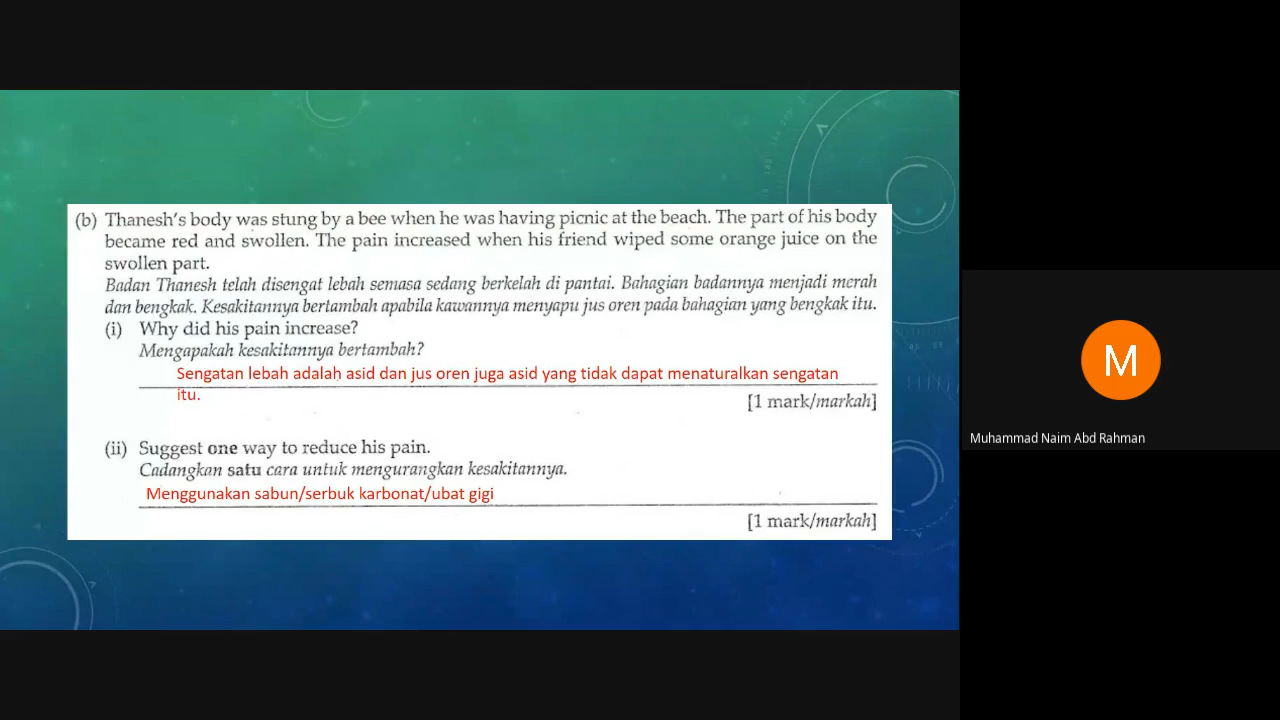 (b) Thanesh's body was stung by a bee when he was having picnic at the beach. The part of his body
became red and swollen. The pain increased when his friend wiped some orange juice on the
swollen part.
Badan Thanesh telah disengat lebah semasa sedang berkelah di pantai. Bahagian badannya menjadi merah
dan bengkak. Kesakitannya bertambah apabila kawannya menyapu jus oren pada bahagian yang bengkak itu.
(i) Why did his pain increase?
Mengapakah kesakitannya bertambah?
Sengatan lebah adalah asid dan jus oren juga asid yang tidak dapat menaturalkan sengatan
itu.
[1 mark/markah]
(ii) Suggest one way to reduce his pain.
Cadangkan satu cara untuk mengurangkan kesakitannya.
Menggunakan sabun/serbuk karbonat/ubat gigi
[1 mark/markah]
M
Muhammad Naim Abd Rahman